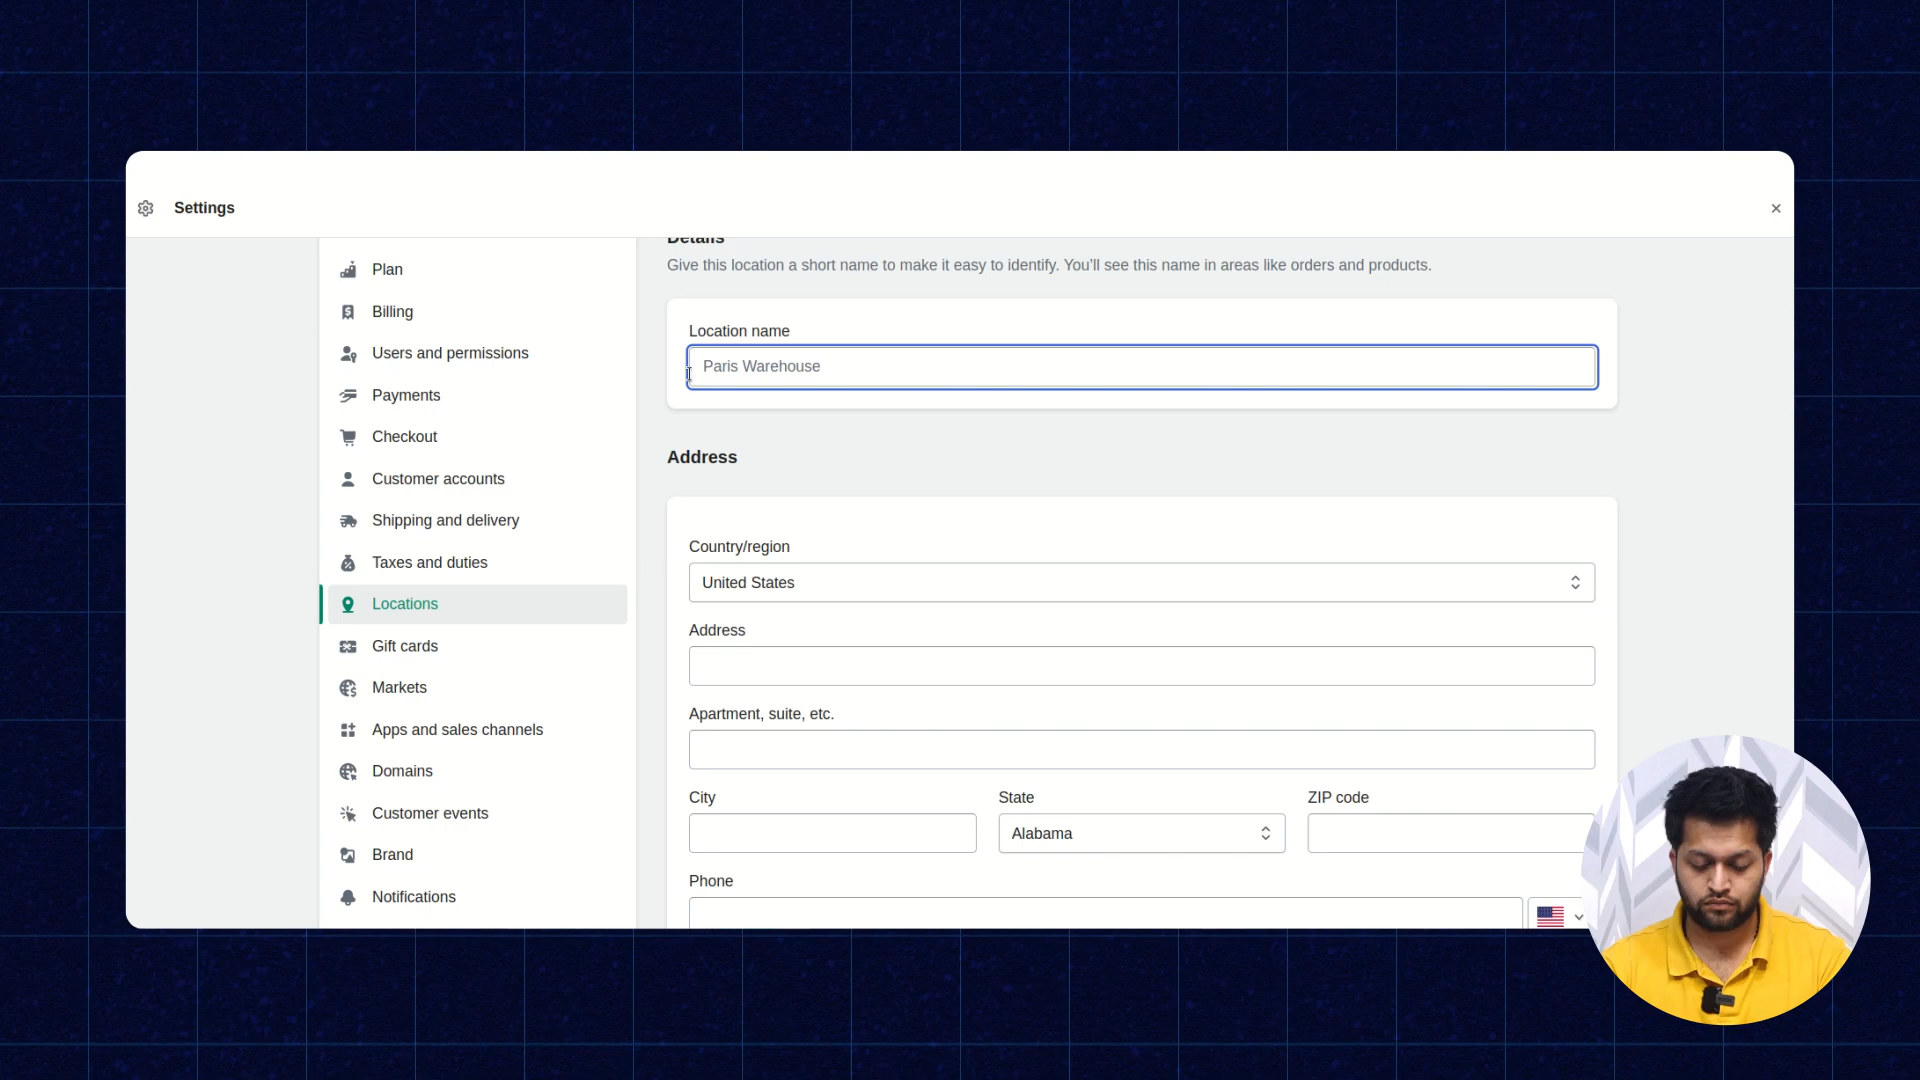 Settings
Plan
Billing
Users and permissions
Payments
Checkout
Customer accounts
Shipping and delivery
Taxes and duties
Locations
Gift cards
Markets
Apps and sales channels
Domains
Customer events
Brand
Notifications
Details
Give this location a short name to make it easy to identify. You’ll see this name in areas like orders and products.
Location name
Paris Warehouse
Address
Country/region
United States
Address
Apartment, suite, etc.
City State ZIP code
Alabama
Phone